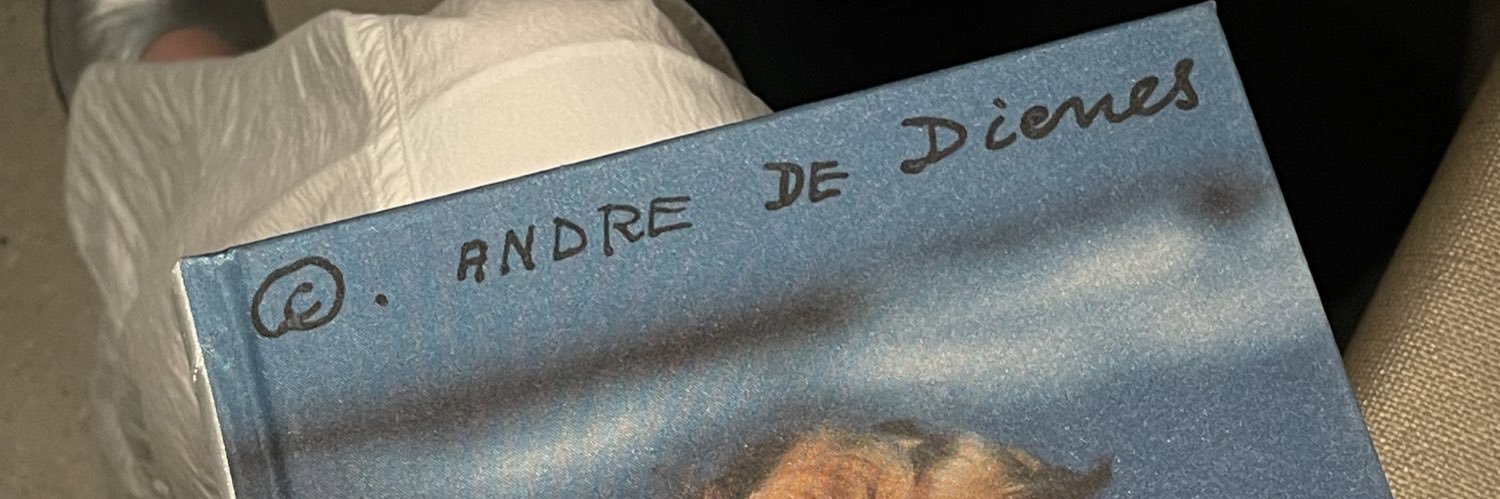 ©. ANDRE DE Dienes